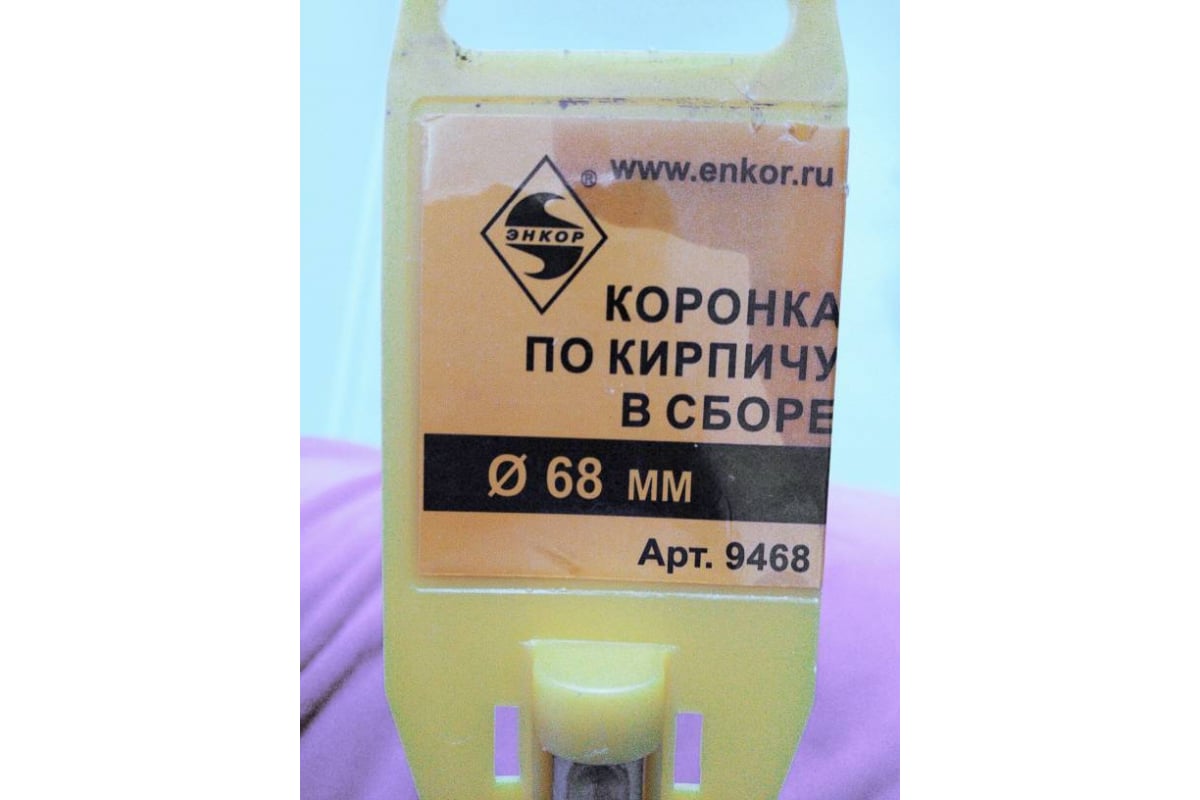 ® www.enkor.ru
ЭНКОР
КОРОНКА
ПО КИРПИЧУ
В СБОРЕ
Ø 68 мм
Арт. 9468